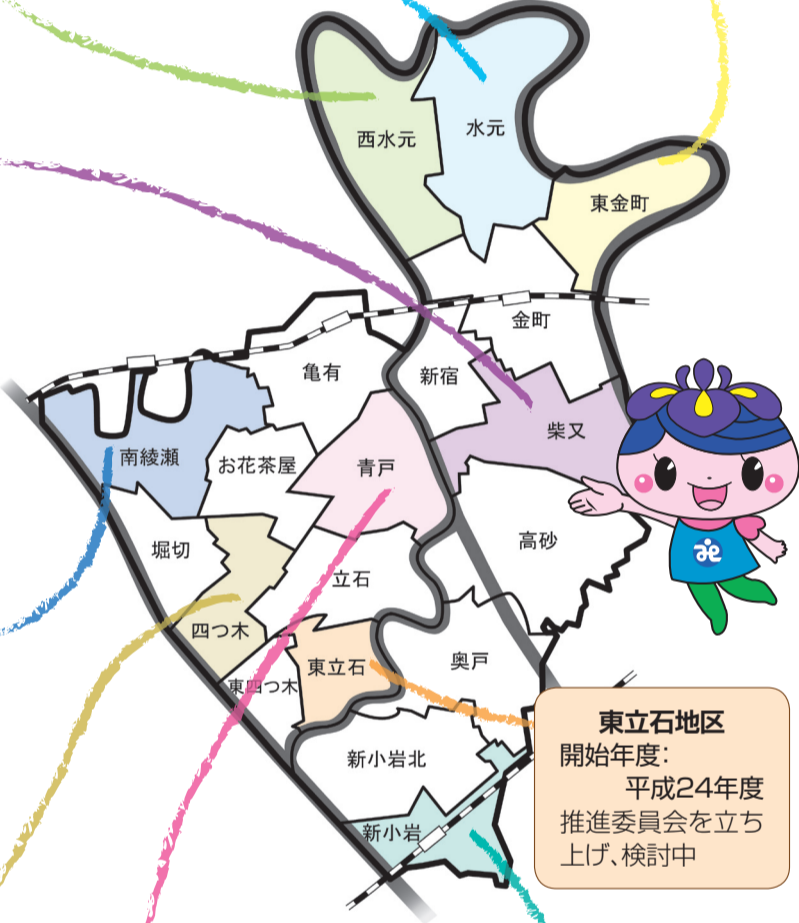 西水元
水元
東金町
金町
亀有
新宿
柴又
南綾瀬
お花茶屋
青戸
高砂
堀切
立石
四つ木
東立石
奥戸
東四つ木
新小岩北
新小岩
東立石地区
開始年度:
平成24年度
推進委員会を立ち
上げ、検討中